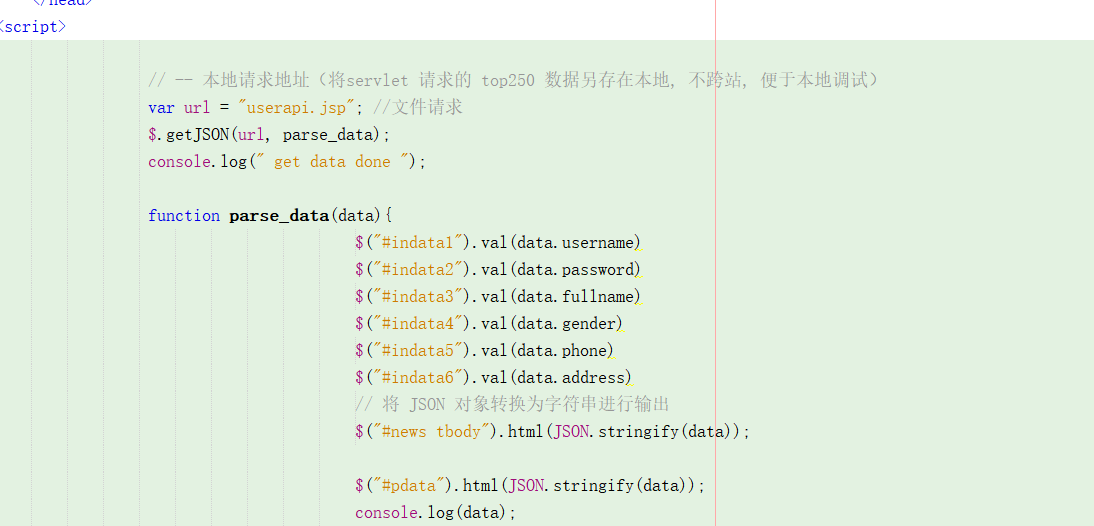 </head>
<script>
// -- 本地请求地址（将servlet 请求的 top250 数据另存在本地, 不跨站, 便于本地调试）
var url = "userapi.jsp"; //文件请求
$.getJSON(url, parse_data);
console.log(" get data done ");
function parse_data(data){
$("#indata1").val(data.username)
$("#indata2").val(data.password)
$("#indata3").val(data.fullname)
$("#indata4").val(data.gender)
$("#indata5").val(data.phone)
$("#indata6").val(data.address)
// 将 JSON 对象转换为字符串进行输出
$("#news tbody").html(JSON.stringify(data));
$("#pdata").html(JSON.stringify(data));
console.log(data);